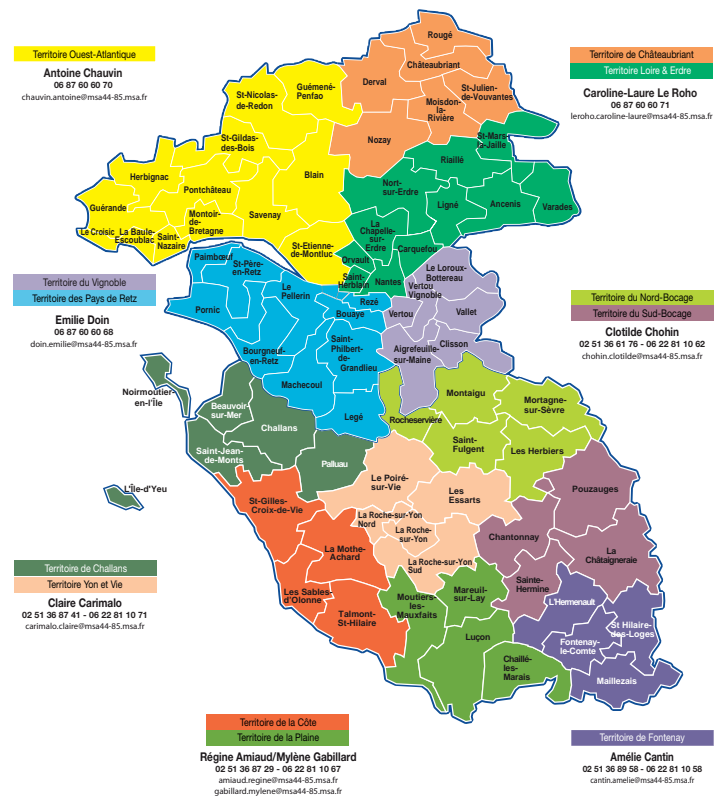 Territoire Ouest-Atlantique
Antoine Chauvin
06 87 60 60 70
chauvin.antoine@msa44-85.msa.fr
Territoire de Châteaubriant
Territoire Loire & Erdre
Caroline-Laure Le Roho
06 87 60 60 71
leroho.caroline-laure@msa44-85.msa.fr
Rougé
Châteaubriant
Derval
St-Julien-
de-Vouvantes
Moisdon-
la-
Rivière
Nozay
Guémené-
Penfao
St-Nicolas-
de-Redon
St-Gildas-
des-Bois
Blain
Herbignac
Pontchâteau
Guérande
Montoir-
de-
Bretagne
Savenay
Le Croisic
La Baule-
Escoublac
Saint-
Nazaire
St-Etienne-
de-Montluc
St-Mars-
la-Jaille
Riaillé
Nort-
sur-Erdre
Ligné
Ancenis
Varades
La
Chapelle-
sur-
Erdre
Carquefou
Orvault
Saint-
Herblain
Nantes
Territoire du Vignoble
Territoire des Pays de Retz
Emilie Doin
06 87 60 60 68
doin.emilie@msa44-85.msa.fr
Paimbœuf
St-Père-
en-Retz
Le
Pellerin
Pornic
Rezé
Bouaye
Bourgneuf-
en-Retz
Saint-
Philbert-
de-
Grandlieu
Machecoul
Legé
Le Loroux-
Bottereau
Vertou
Vignoble
Vertou
Vallet
Clisson
Aigrefeuille-
sur-Maine
Territoire du Nord-Bocage
Territoire du Sud-Bocage
Clotilde Chohin
02 51 36 61 76 - 06 22 81 10 62
chohin.clotilde@msa44-85.msa.fr
Noirmoutier-
en-l'Île
Beauvoir-
sur-Mer
Challans
Saint-Jean-
de-Monts
Palluau
L'Île-d'Yeu
Montaigu
Mortagne-
sur-Sèvre
Rocheservière
Saint-
Fulgent
Les Herbiers
Le Poiré-
sur-Vie
Les
Essarts
La Roche-sur-Yon
Nord
La Roche-
sur-Yon
La Roche-sur-Yon
Sud
Pouzauges
Chantonnay
La
Châtaigneraie
Sainte-
Hermine
St-Gilles-
Croix-de-Vie
La Mothe-
Achard
Les Sables-
d'Olonne
Talmont-
St-Hilaire
Moutiers-
les-
Mauxfaits
Mareuil-
sur-Lay
Luçon
Chaillé-
les-
Marais
L'Hermenault
St Hilaire-
des-Loges
Fontenay-
le-Comte
Maillezais
Territoire de Challans
Territoire Yon et Vie
Claire Carimalo
02 51 36 87 41 - 06 22 81 10 71
carimalo.claire@msa44-85.msa.fr
Territoire de la Côte
Territoire de la Plaine
Régine Amiaud/Mylène Gabillard
02 51 36 87 29 - 06 22 81 10 67
amiaud.regine@msa44-85.msa.fr
gabillard.mylene@msa44-85.msa.fr
Territoire de Fontenay
Amélie Cantin
02 51 36 89 58 - 06 22 81 10 58
cantin.amelie@msa44-85.msa.fr